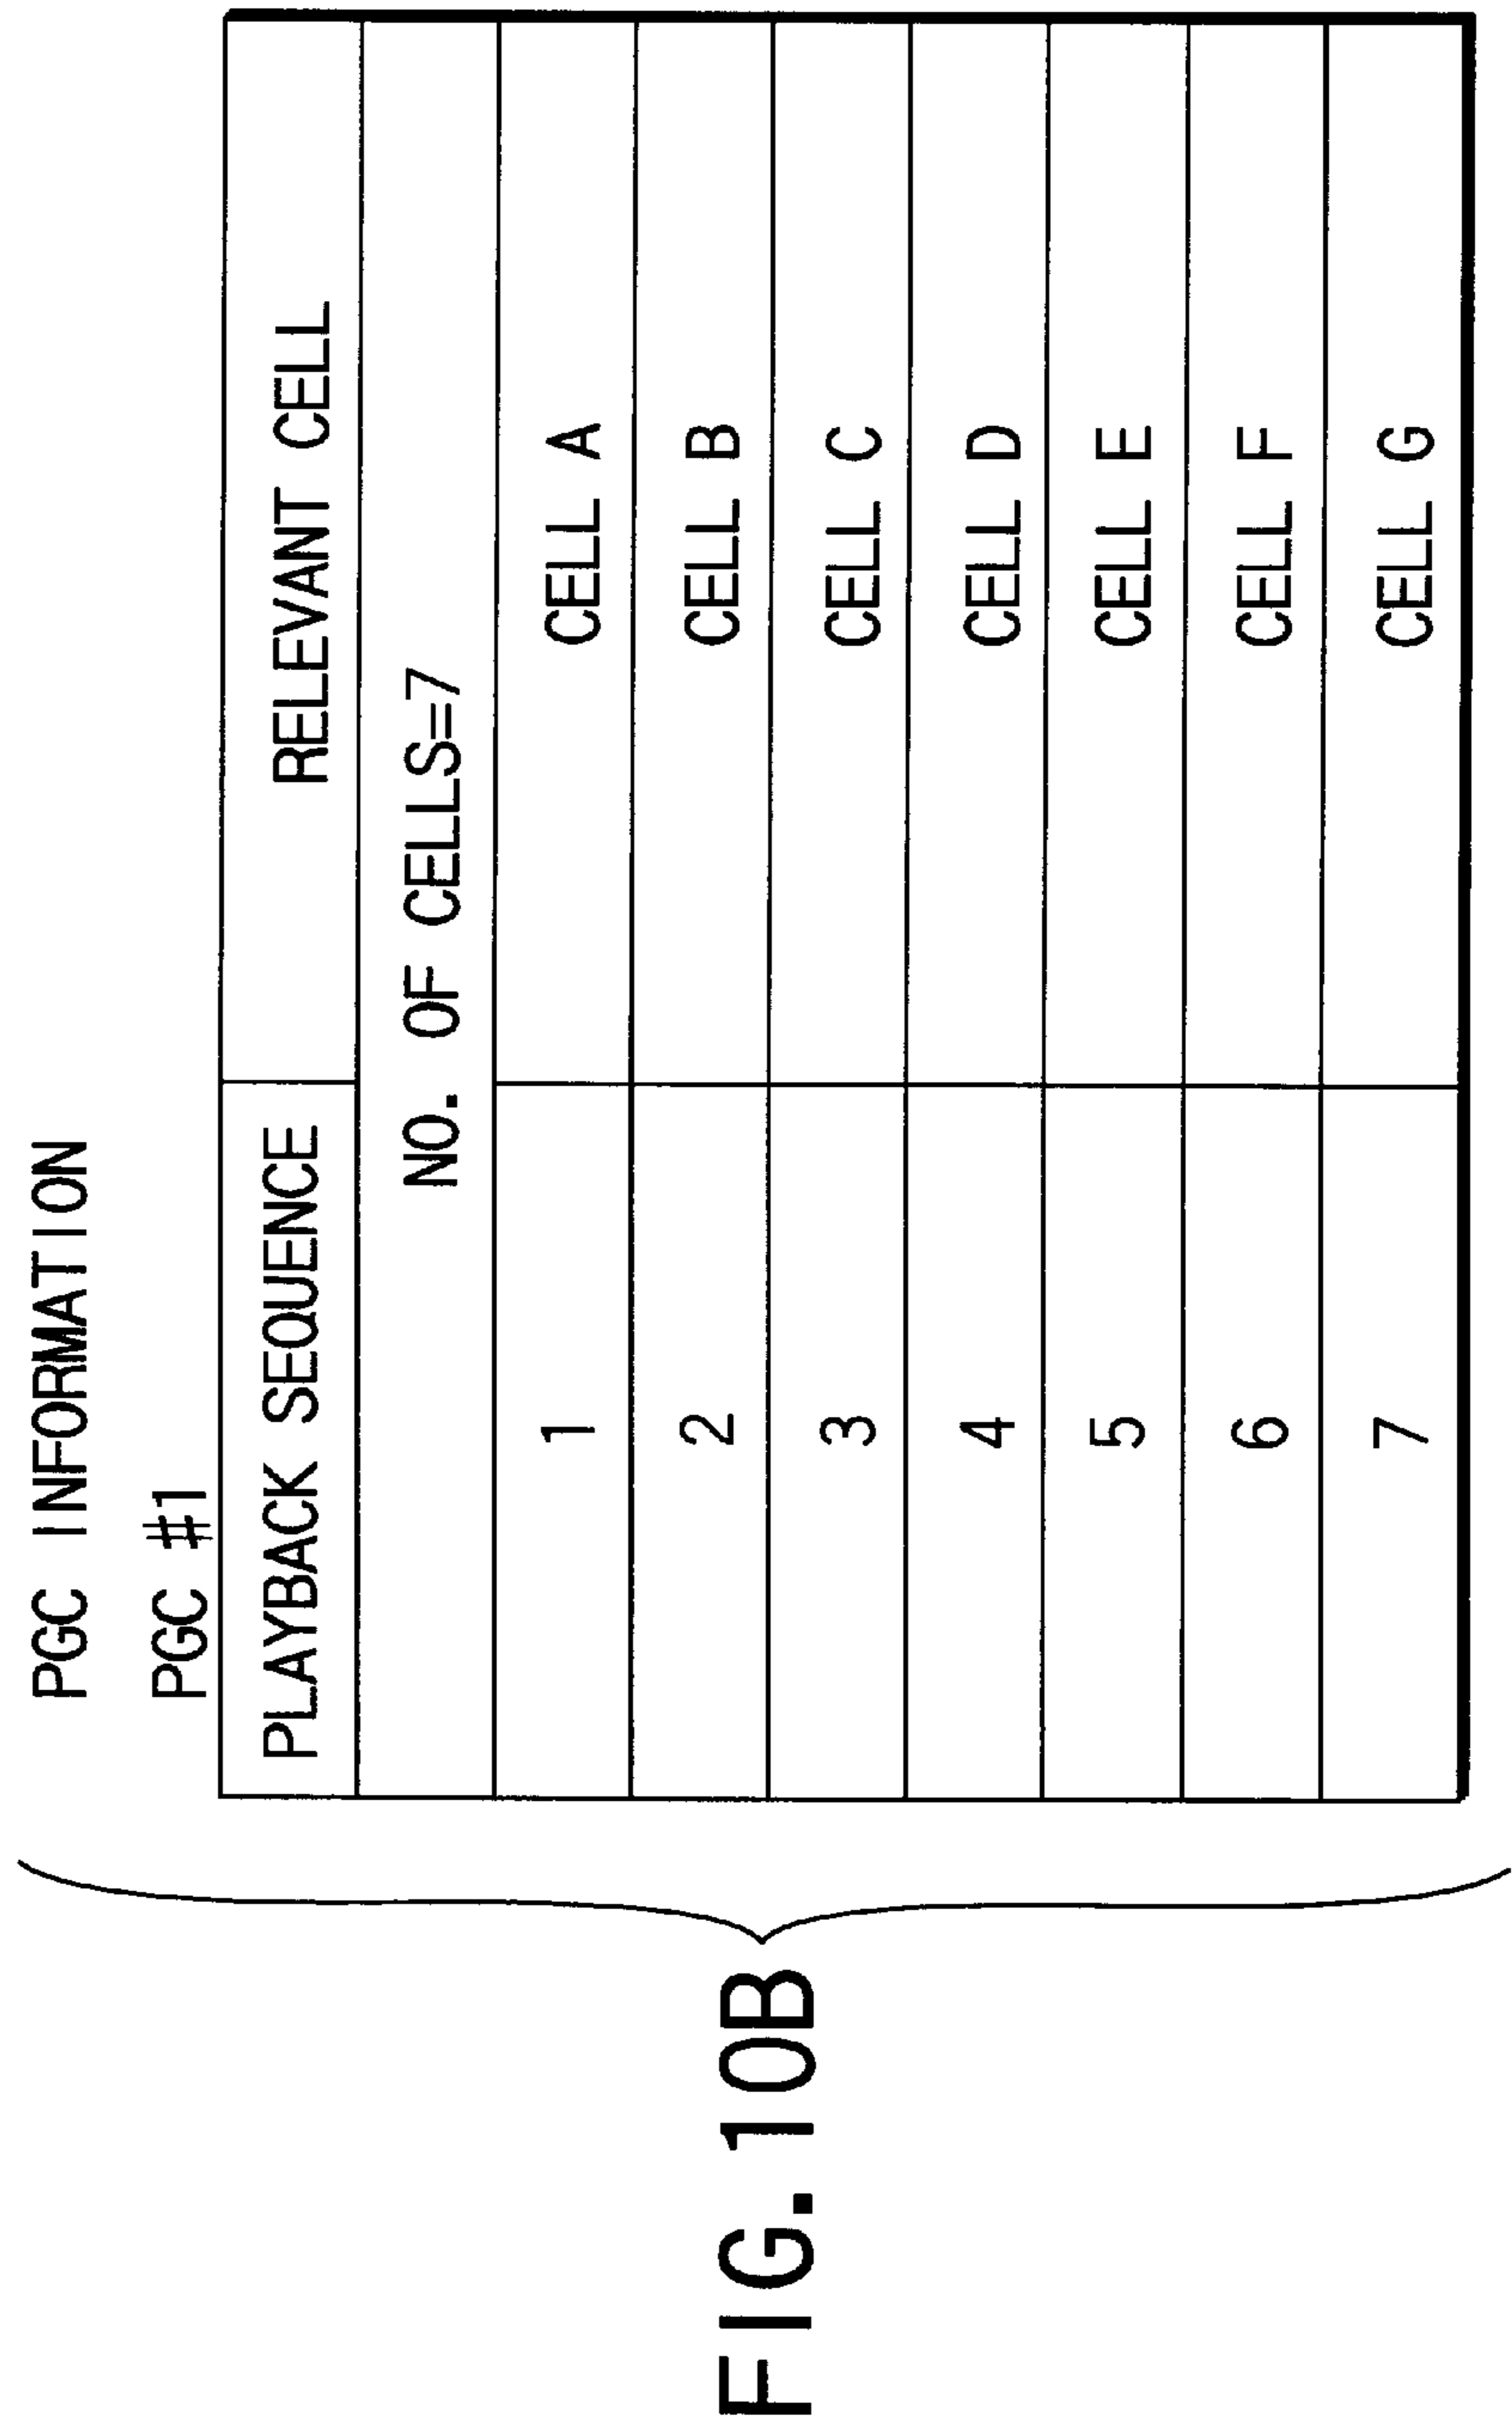 PGC INFORMATION
PGC #1
PLAYBACK SEQUENCE RELEVANT CELL
NO. OF CELLS=7
1 CELL A
2 CELL B
3 CELL C
4 CELL D
5 CELL E
6 CELL F
7 CELL G
FIG. 10B